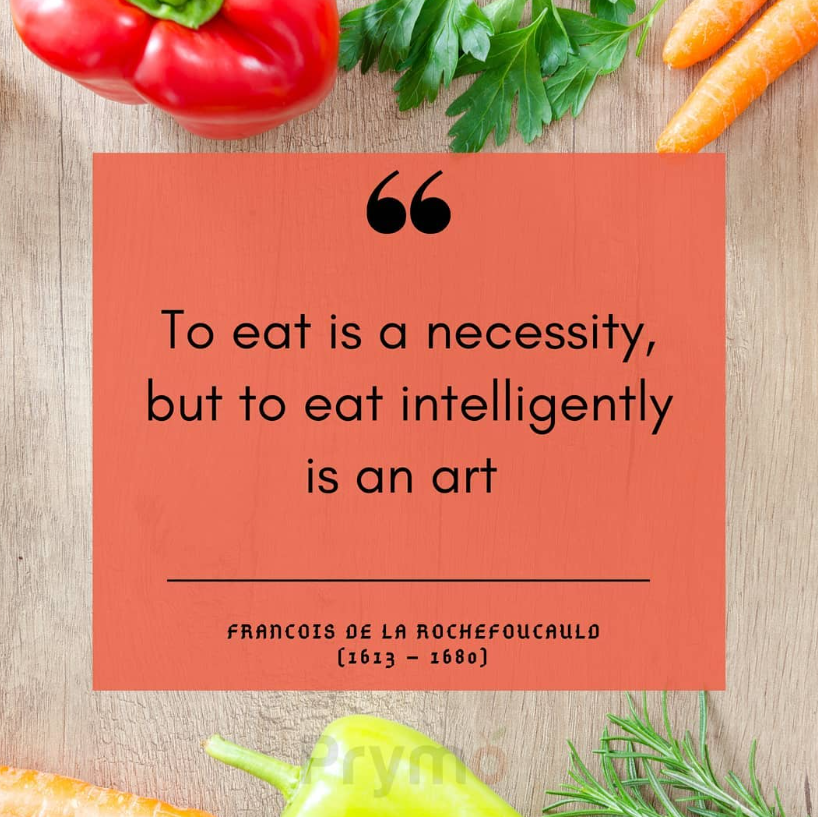 “
To eat is a necessity,
but to eat intelligently
is an art
FRANCOIS DE LA ROCHEFOUCAULD
(1613 – 1680)
Prymo